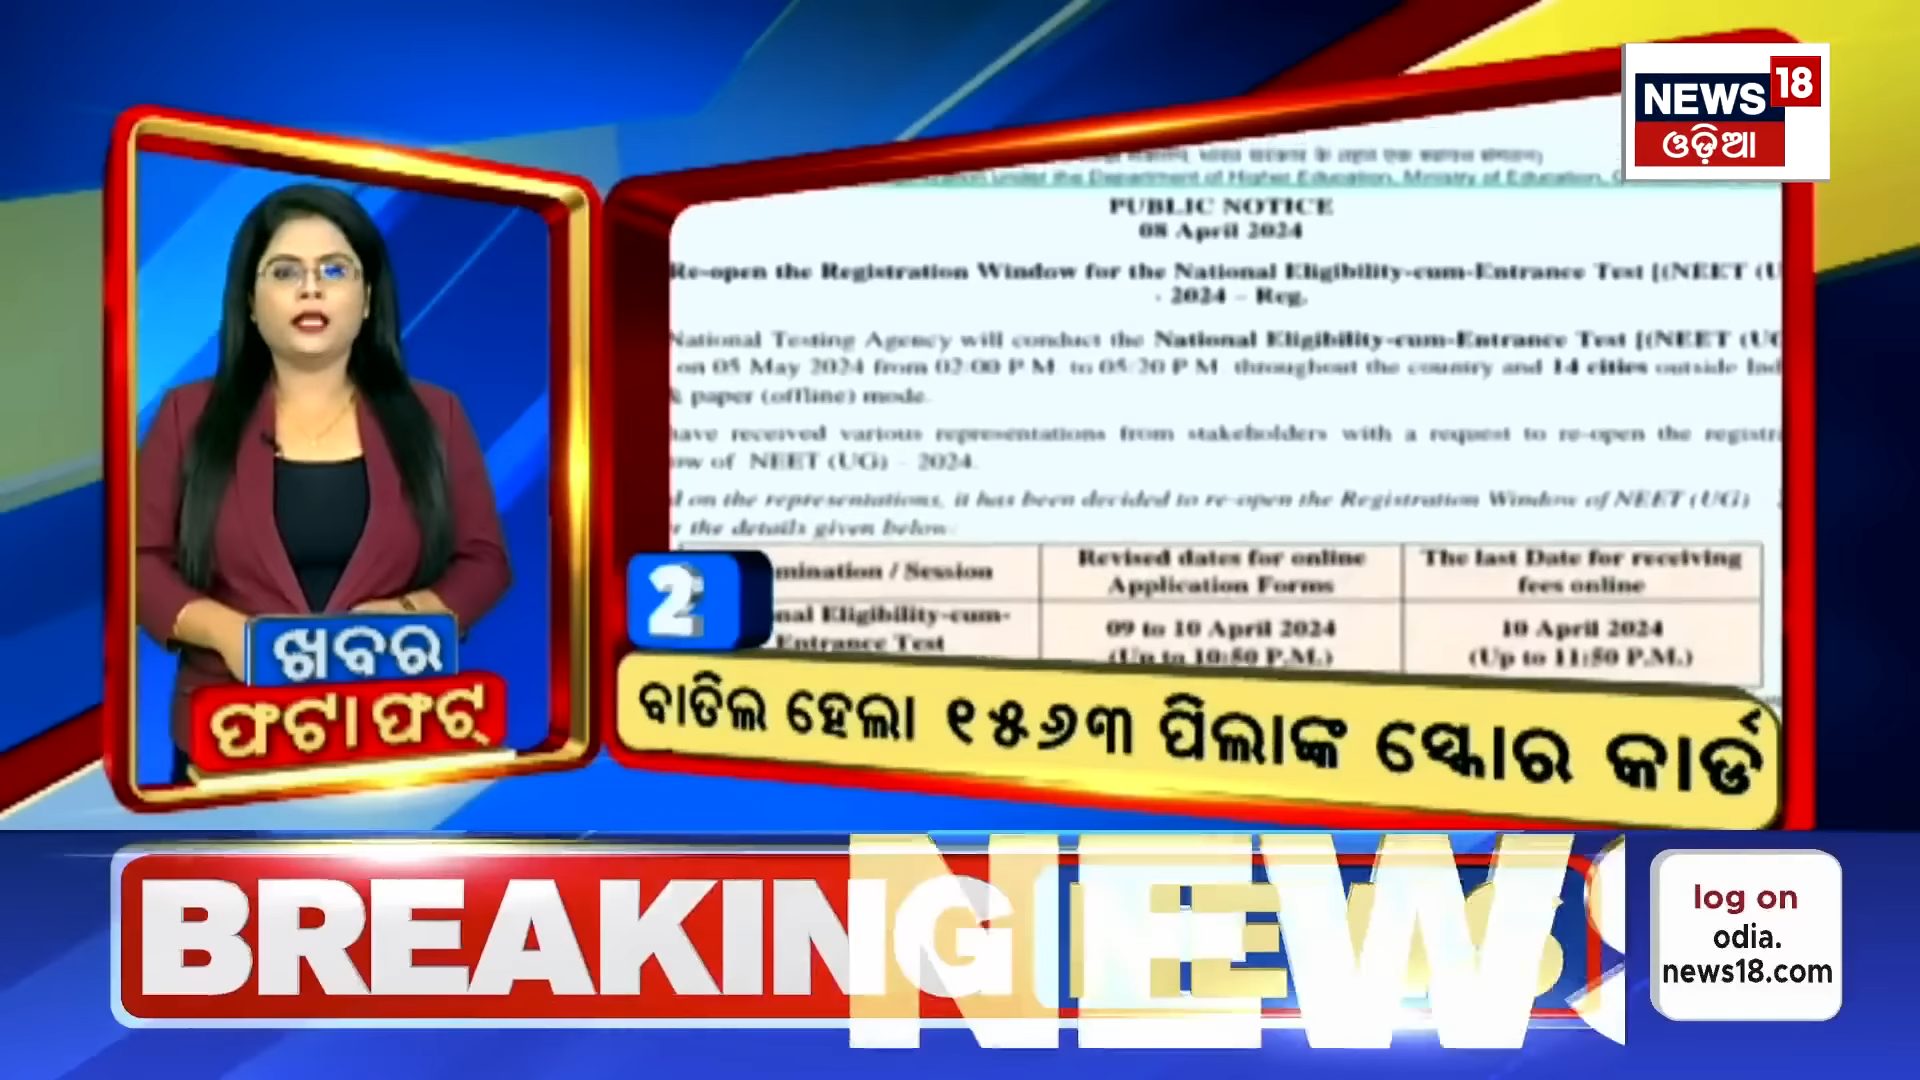 NEWS 18
ଓଡ଼ିଆ
PUBLIC NOTICE
08 April 2024
Re-open the Registration Window for the National Eligibility-cum-Entrance Test [(NEET (U
- 2024 – Reg.
National Testing Agency will conduct the National Eligibility-cum-Entrance Test [(NEET (UG
on 05 May 2024 from 02:00 P.M. to 05:20 P.M. throughout the country and 14 cities outside Ind
& paper (offline) mode.
have received various representations from stakeholders with a request to re-open the registra
ow of NEET (UG) - 2024.
d on the representations, it has been decided to re-open the Registration Window of NEET (UG)
r the details given below:
mination / Session
Revised dates for online Application Forms
The last Date for receiving fees online
nal Eligibility-cum-Entrance Test
09 to 10 April 2024 (Up to 10:50 P.M.)
10 April 2024 (Up to 11:50 P.M.)
2
ଖବର
ଫଟା ଫଟ୍
ବାତିଲ ହେଲା ୧୫୬୩ ପିଲାଙ୍କ ସ୍କୋର କାର୍ଡ
BREAKING NEWS
log on
odia.
news18.com